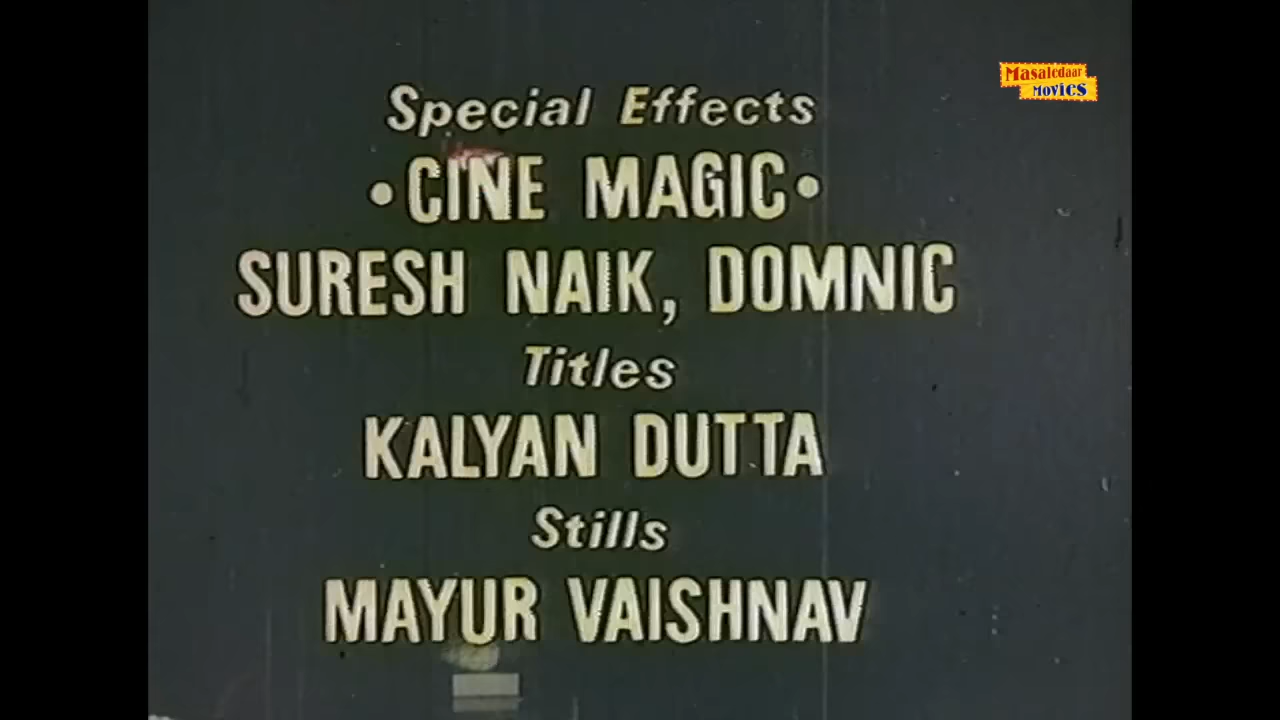 Masaledaar
Movies
Special Effects
•CINE MAGIC•
SURESH NAIK, DOMNIC
Titles
KALYAN DUTTA
Stills
MAYUR VAISHNAV